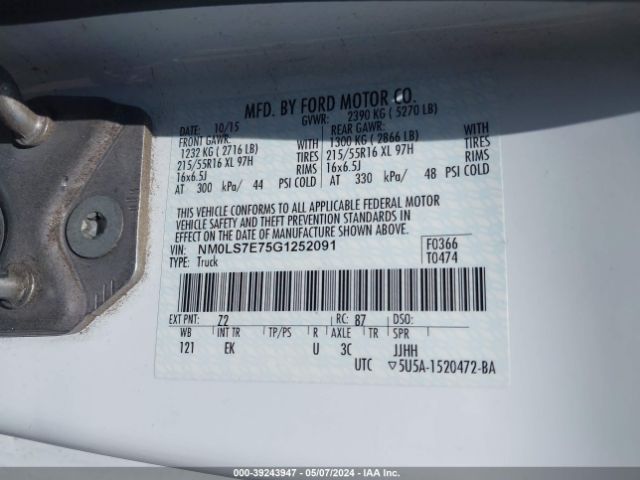 MFD. BY FORD MOTOR CO.
DATE: 10/15 GVWR: 2390 KG ( 5270 LB)
FRONT GAWR: REAR GAWR:
1232 KG ( 2716 LB) WITH 1300 KG ( 2866 LB) WITH
215/55R16 XL 97H TIRES 215/55R16 XL 97H TIRES
16x6.5J RIMS 16x6.5J RIMS
AT 300 kPa/ 44 PSI COLD AT 330 kPa/ 48 PSI COLD
THIS VEHICLE CONFORMS TO ALL APPLICABLE FEDERAL MOTOR
VEHICLE SAFETY AND THEFT PREVENTION STANDARDS IN
EFFECT ON THE DATE OF MANUFACTURE SHOWN ABOVE.
VIN: NM0LS7E75G1252091 F0366
TYPE: Truck T0474
EXT PNT: Z2 RC: 87 DSO:
WB INT TR TP/PS R AXLE TR SPR
121 EK U 3C JJHH
UTC ▽5U5A-1520472-BA
000-39243947 - 05/07/2024 - IAA Inc.